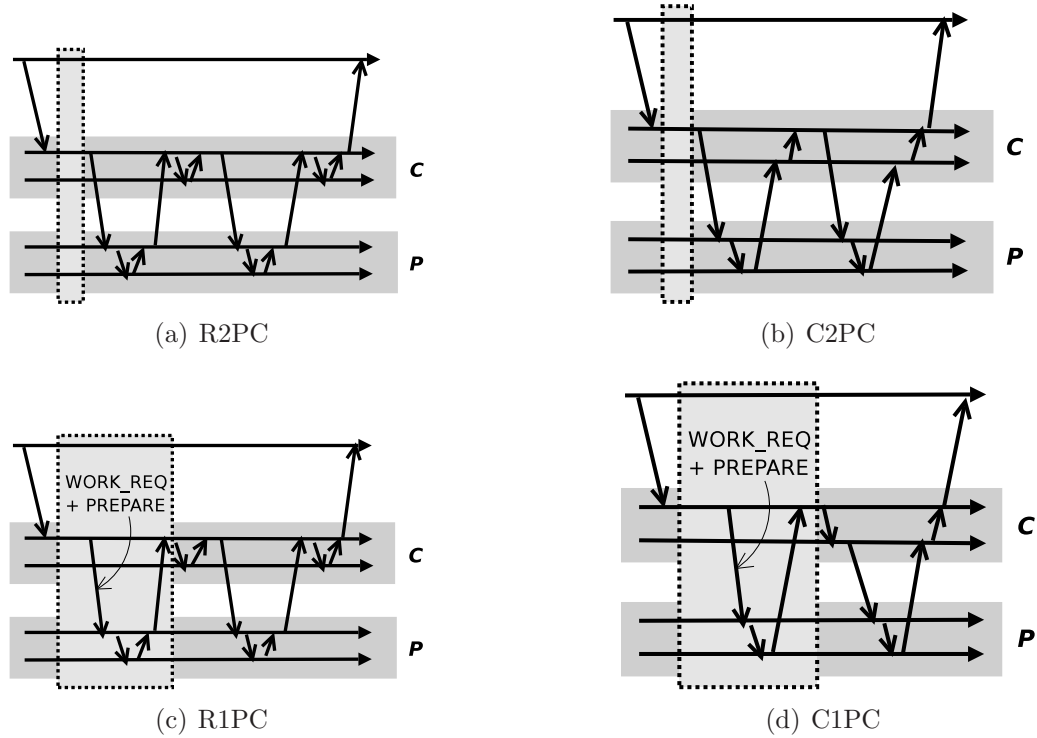 C
P
(a) R2PC
C
P
(b) C2PC
WORK_REQ
+ PREPARE
C
P
(c) R1PC
WORK_REQ
+ PREPARE
C
P
(d) C1PC